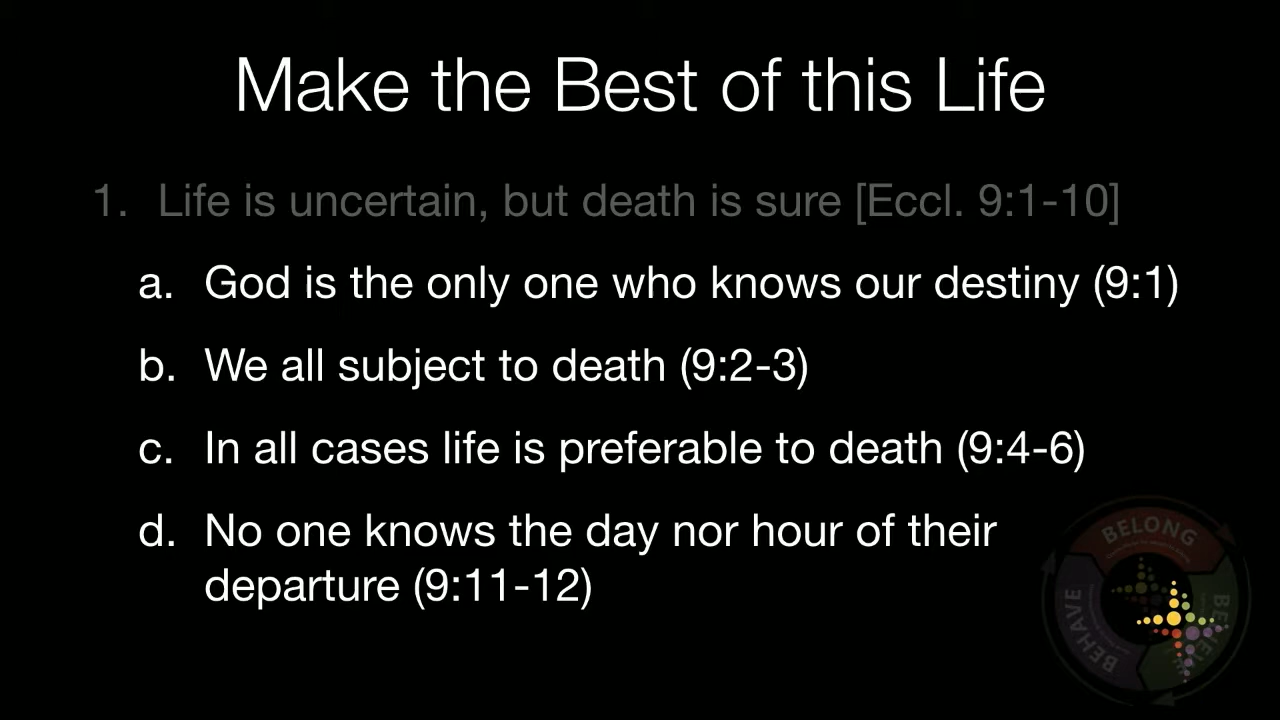 Make the Best of this Life
1. Life is uncertain, but death is sure [Eccl. 9:1-10]
a. God is the only one who knows our destiny (9:1)
b. We all subject to death (9:2-3)
c. In all cases life is preferable to death (9:4-6)
d. No one knows the day nor hour of their
departure (9:11-12)
BELONG
BEHAVE